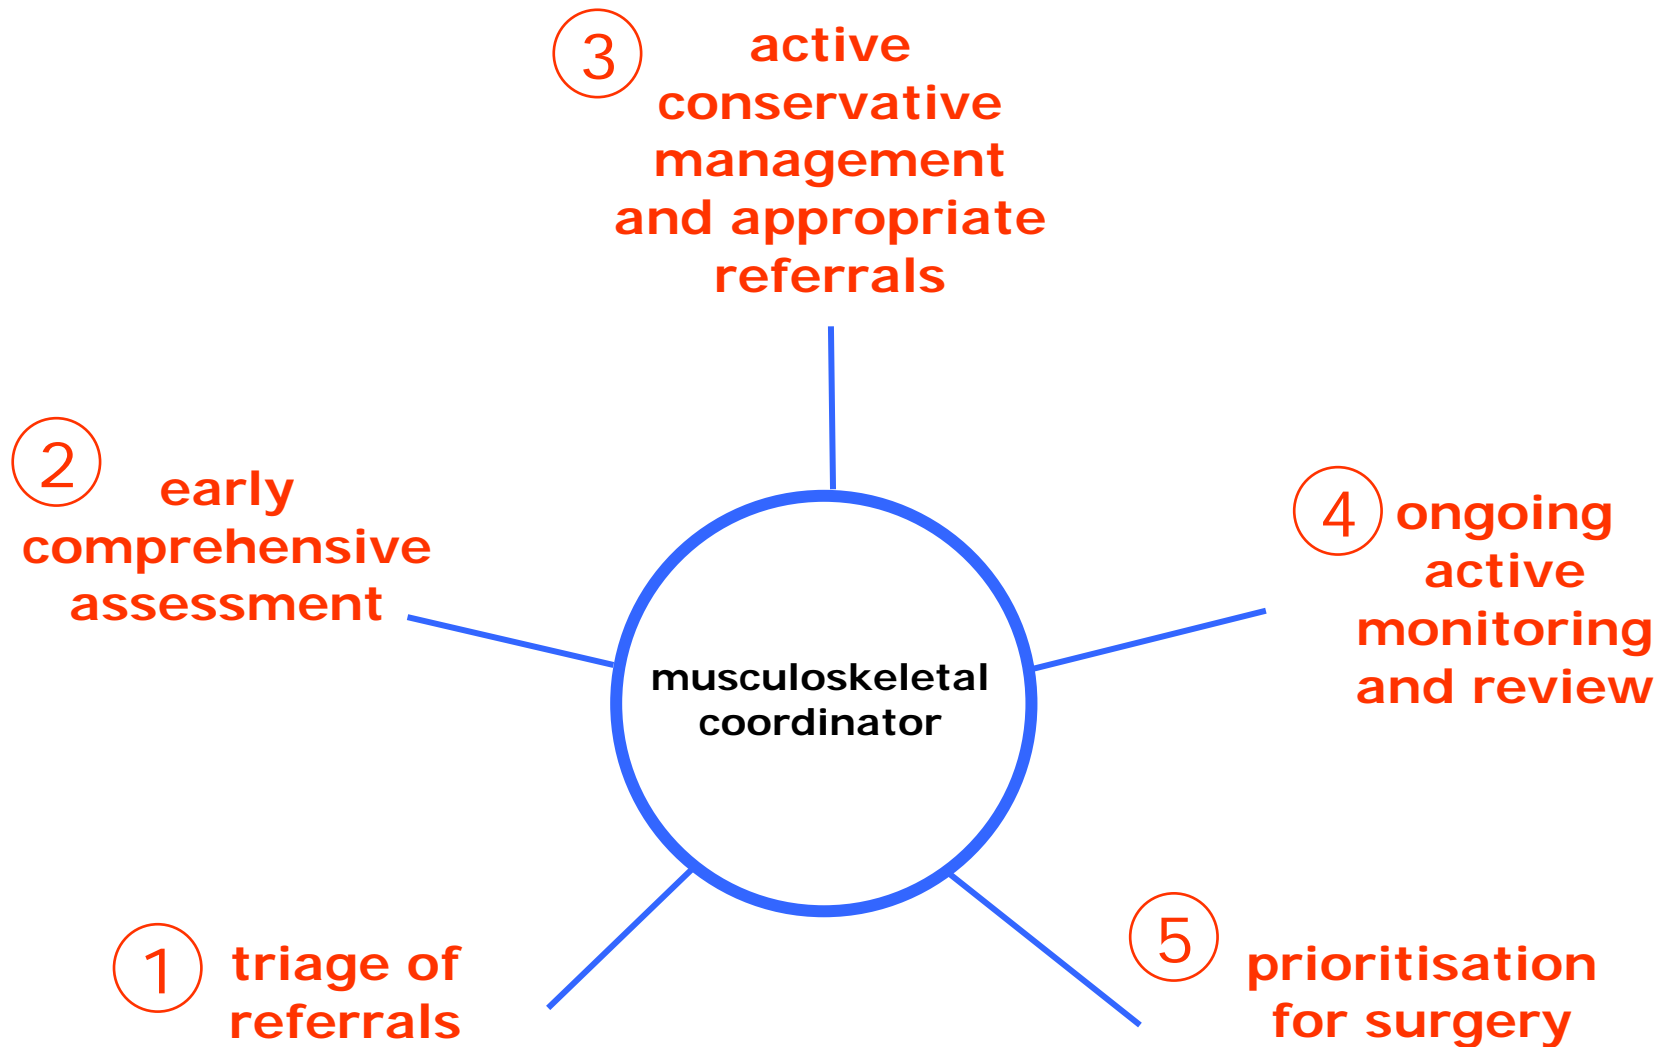 3
active
conservative
management
and appropriate
referrals
2
early
comprehensive
assessment
4
ongoing
active
monitoring
and review
musculoskeletal
coordinator
1
triage of
referrals
5
prioritisation
for surgery